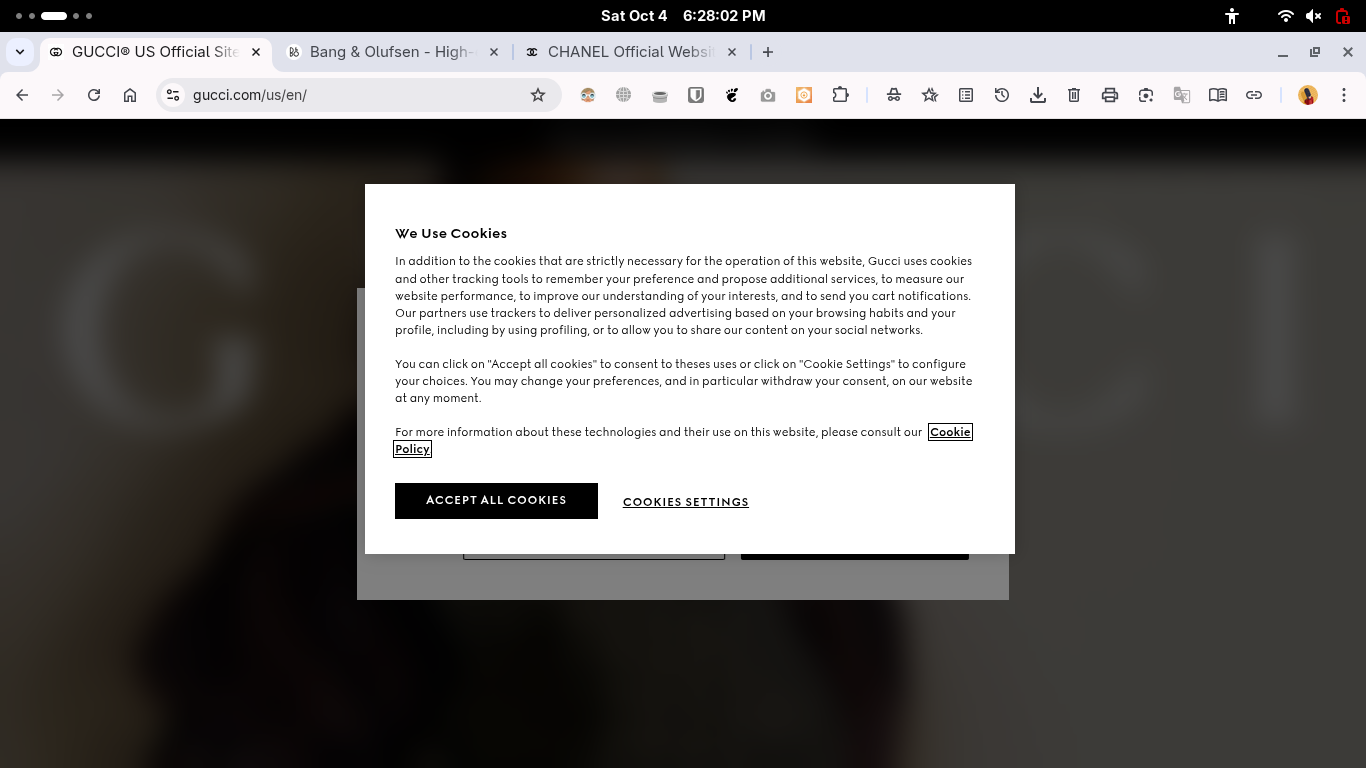 Sat Oct 4 6:28:02 PM
GUCCI® US Official Site
Bang & Olufsen - High-
CHANEL Official Websi
gucci.com/us/en/
G C I
We Use Cookies
In addition to the cookies that are strictly necessary for the operation of this website, Gucci uses cookies
and other tracking tools to remember your preference and propose additional services, to measure our
website performance, to improve our understanding of your interests, and to send you cart notifications.
Our partners use trackers to deliver personalized advertising based on your browsing habits and your
profile, including by using profiling, or to allow you to share our content on your social networks.
You can click on "Accept all cookies" to consent to theses uses or click on "Cookie Settings" to configure
your choices. You may change your preferences, and in particular withdraw your consent, on our website
at any moment.
For more information about these technologies and their use on this website, please consult our Cookie
Policy
ACCEPT ALL COOKIES
COOKIES SETTINGS